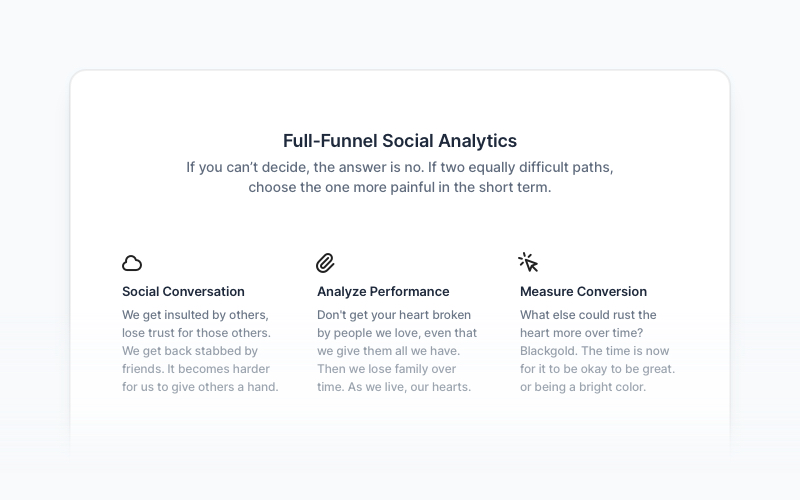 Full-Funnel Social Analytics
If you can’t decide, the answer is no. If two equally difficult paths,
choose the one more painful in the short term.
Social Conversation
We get insulted by others,
lose trust for those others.
We get back stabbed by
friends. It becomes harder
for us to give others a hand.
Analyze Performance
Don't get your heart broken
by people we love, even that
we give them all we have.
Then we lose family over
time. As we live, our hearts.
Measure Conversion
What else could rust the
heart more over time?
Blackgold. The time is now
for it to be okay to be great.
or being a bright color.